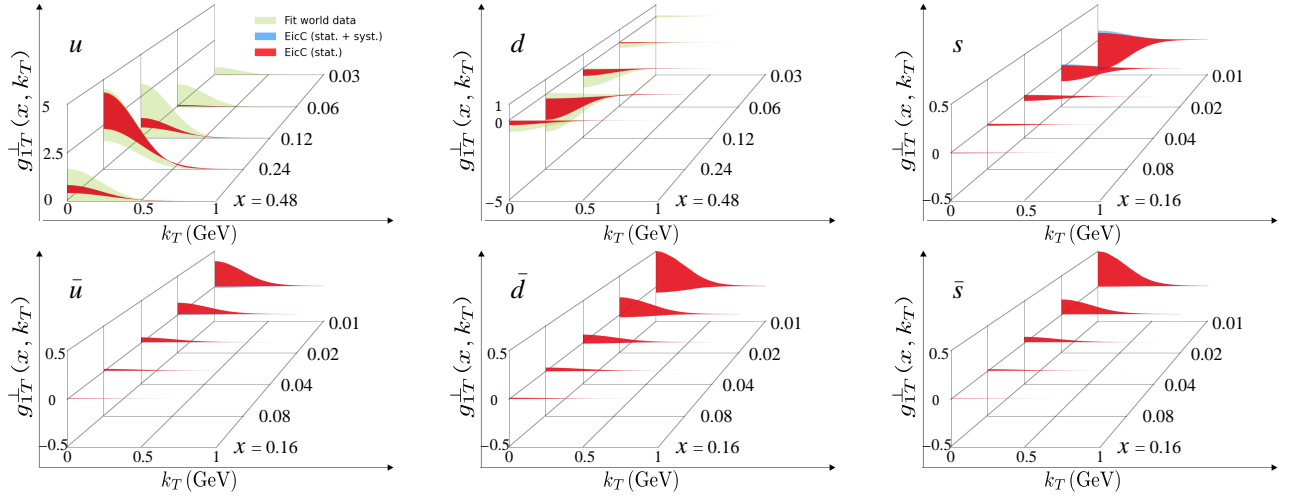 u
Fit world data
EicC (stat. + syst.)
EicC (stat.)
g⊥1T(x, kT)
5
2.5
0
0 0.5 1
0.03
0.06
0.12
0.24
x = 0.48
kT (GeV)
d
g⊥1T(x, kT)
1
0
−5
0 0.5 1
0.03
0.06
0.12
0.24
x = 0.48
kT (GeV)
s
g⊥1T(x, kT)
0.5
0
−0.5
0 0.5 1
0.01
0.02
0.04
0.08
x = 0.16
kT (GeV)
ū
g⊥1T(x, kT)
0.5
0
−0.5
0 0.5 1
0.01
0.02
0.04
0.08
x = 0.16
kT (GeV)
d̄
g⊥1T(x, kT)
0.5
0
−0.5
0 0.5 1
0.01
0.02
0.04
0.08
x = 0.16
kT (GeV)
s̄
g⊥1T(x, kT)
0.5
0
−0.5
0 0.5 1
0.01
0.02
0.04
0.08
x = 0.16
kT (GeV)